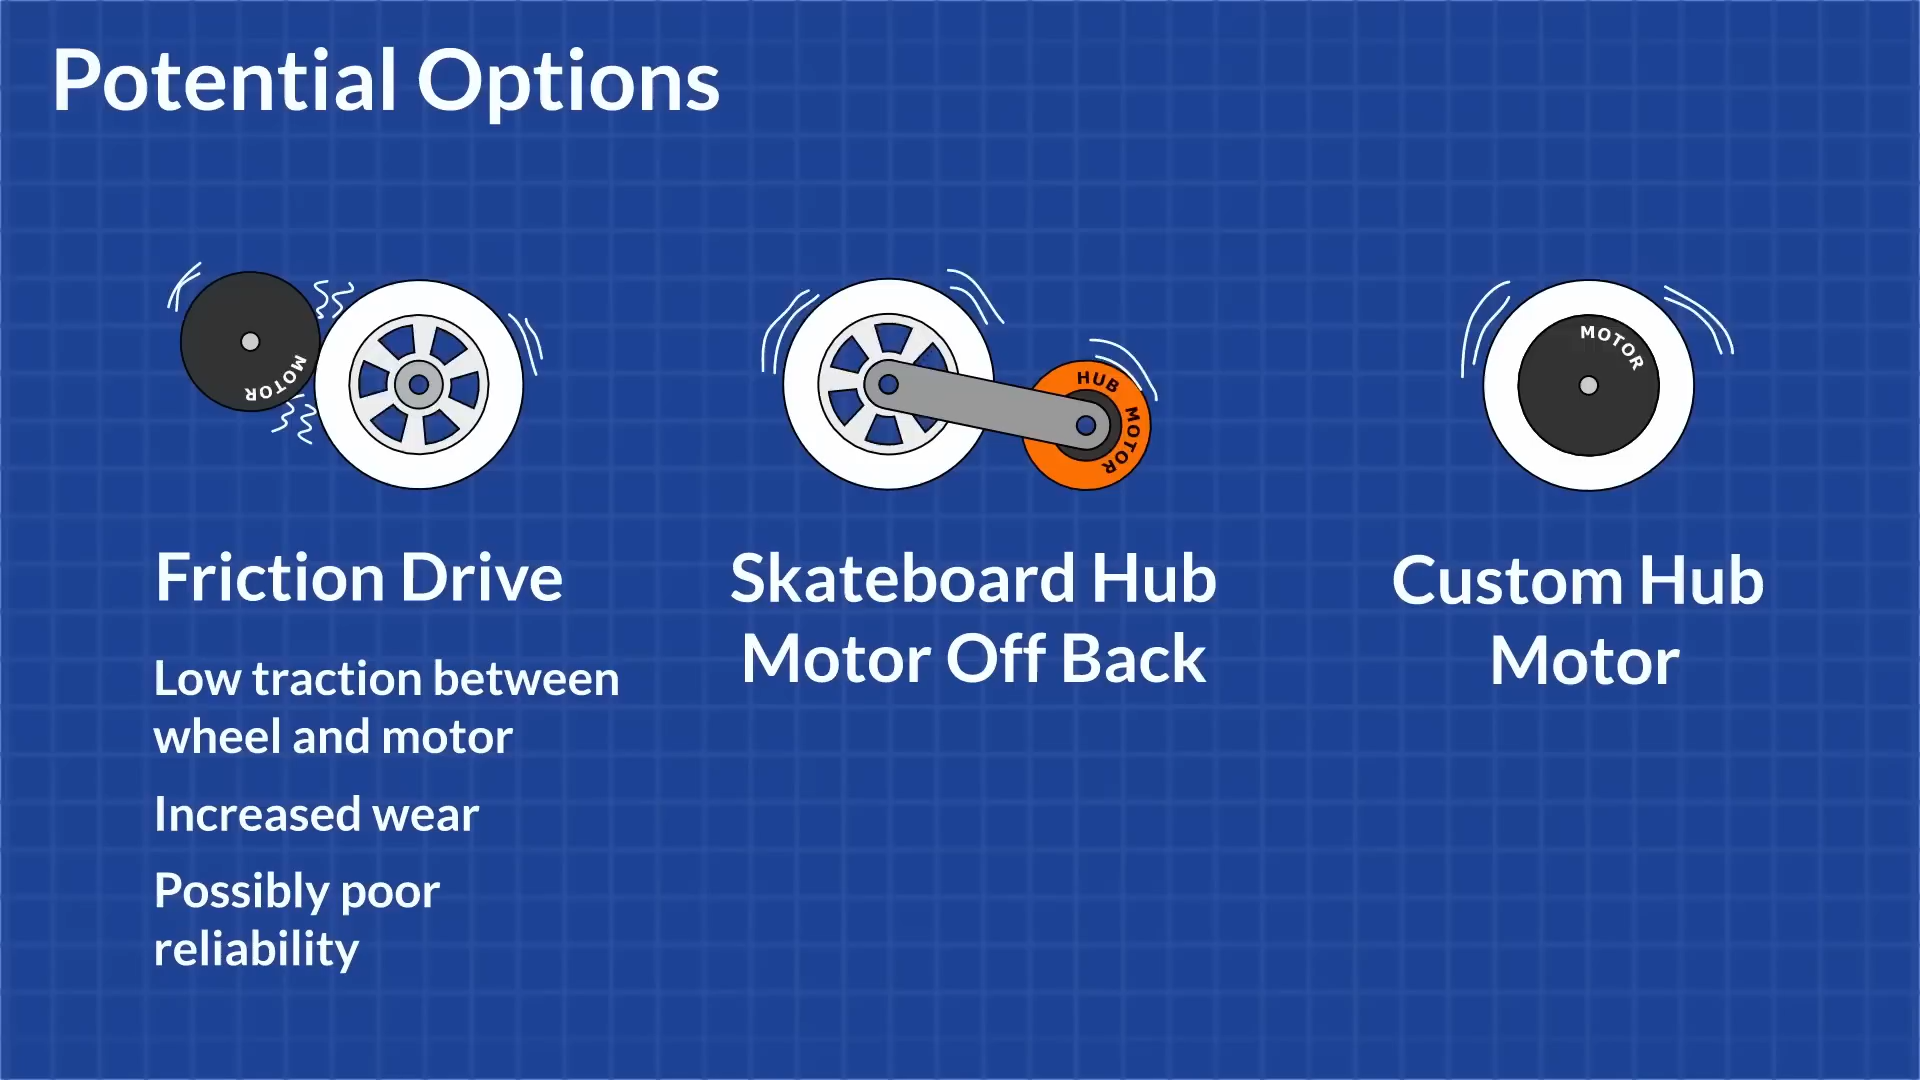 Potential Options
MOTOR
HUB MOTOR
MOTOR
Friction Drive
Low traction between
wheel and motor
Increased wear
Possibly poor
reliability
Skateboard Hub
Motor Off Back
Custom Hub
Motor